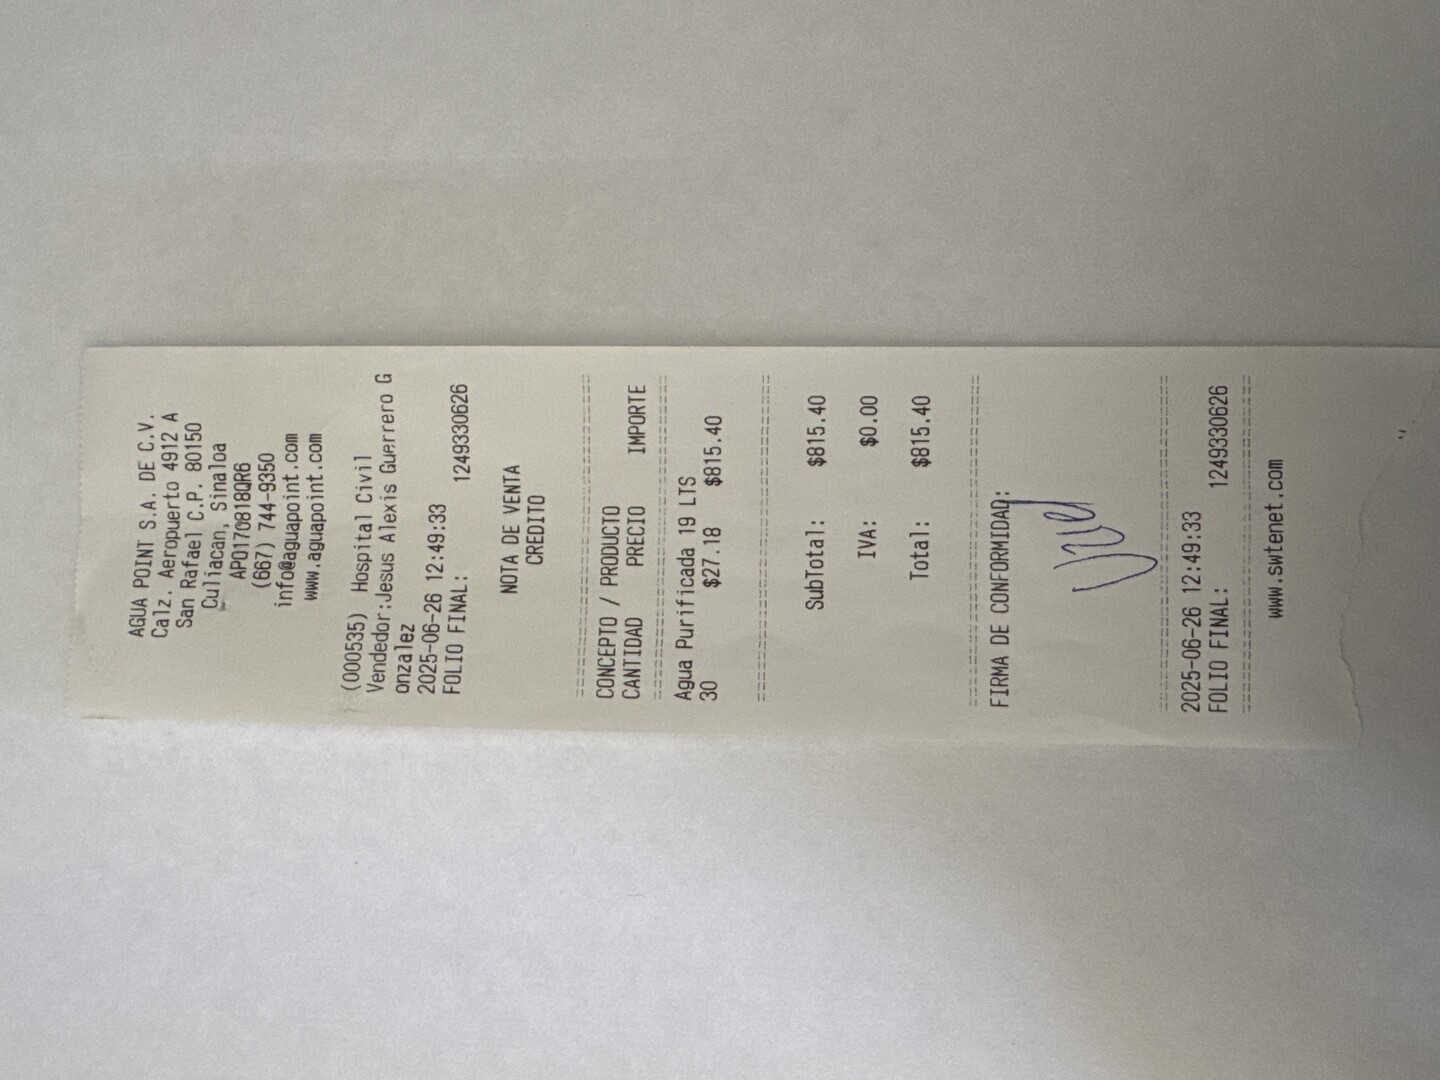 AGUA POINT S.A. DE C.V.
Calz. Aeropuerto 4912 A
San Rafael C.P. 80150
Culiacan, Sinaloa
APO170818QR6
(667) 744-9350
info@aguapoint.com
www.aguapoint.com
(000535) Hospital Civil
Vendedor:Jesus Alexis Guerrero G
onzalez
2025-06-26 12:49:33
FOLIO FINAL: 1249330626
NOTA DE VENTA
CREDITO
CONCEPTO / PRODUCTO
CANTIDAD PRECIO IMPORTE
Agua Purificada 19 LTS
30 $27.18 $815.40
SubTotal: $815.40
IVA: $0.00
Total: $815.40
FIRMA DE CONFORMIDAD:
2025-06-26 12:49:33
FOLIO FINAL: 1249330626
www.swtenet.com